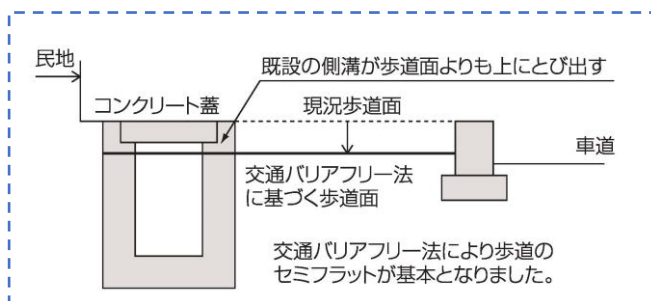 民地
既設の側溝が歩道面よりも上にとび出す
コンクリート蓋
現況歩道面
車道
交通バリアフリー法
に基づく歩道面
交通バリアフリー法により歩道の
セミフラットが基本となりました。